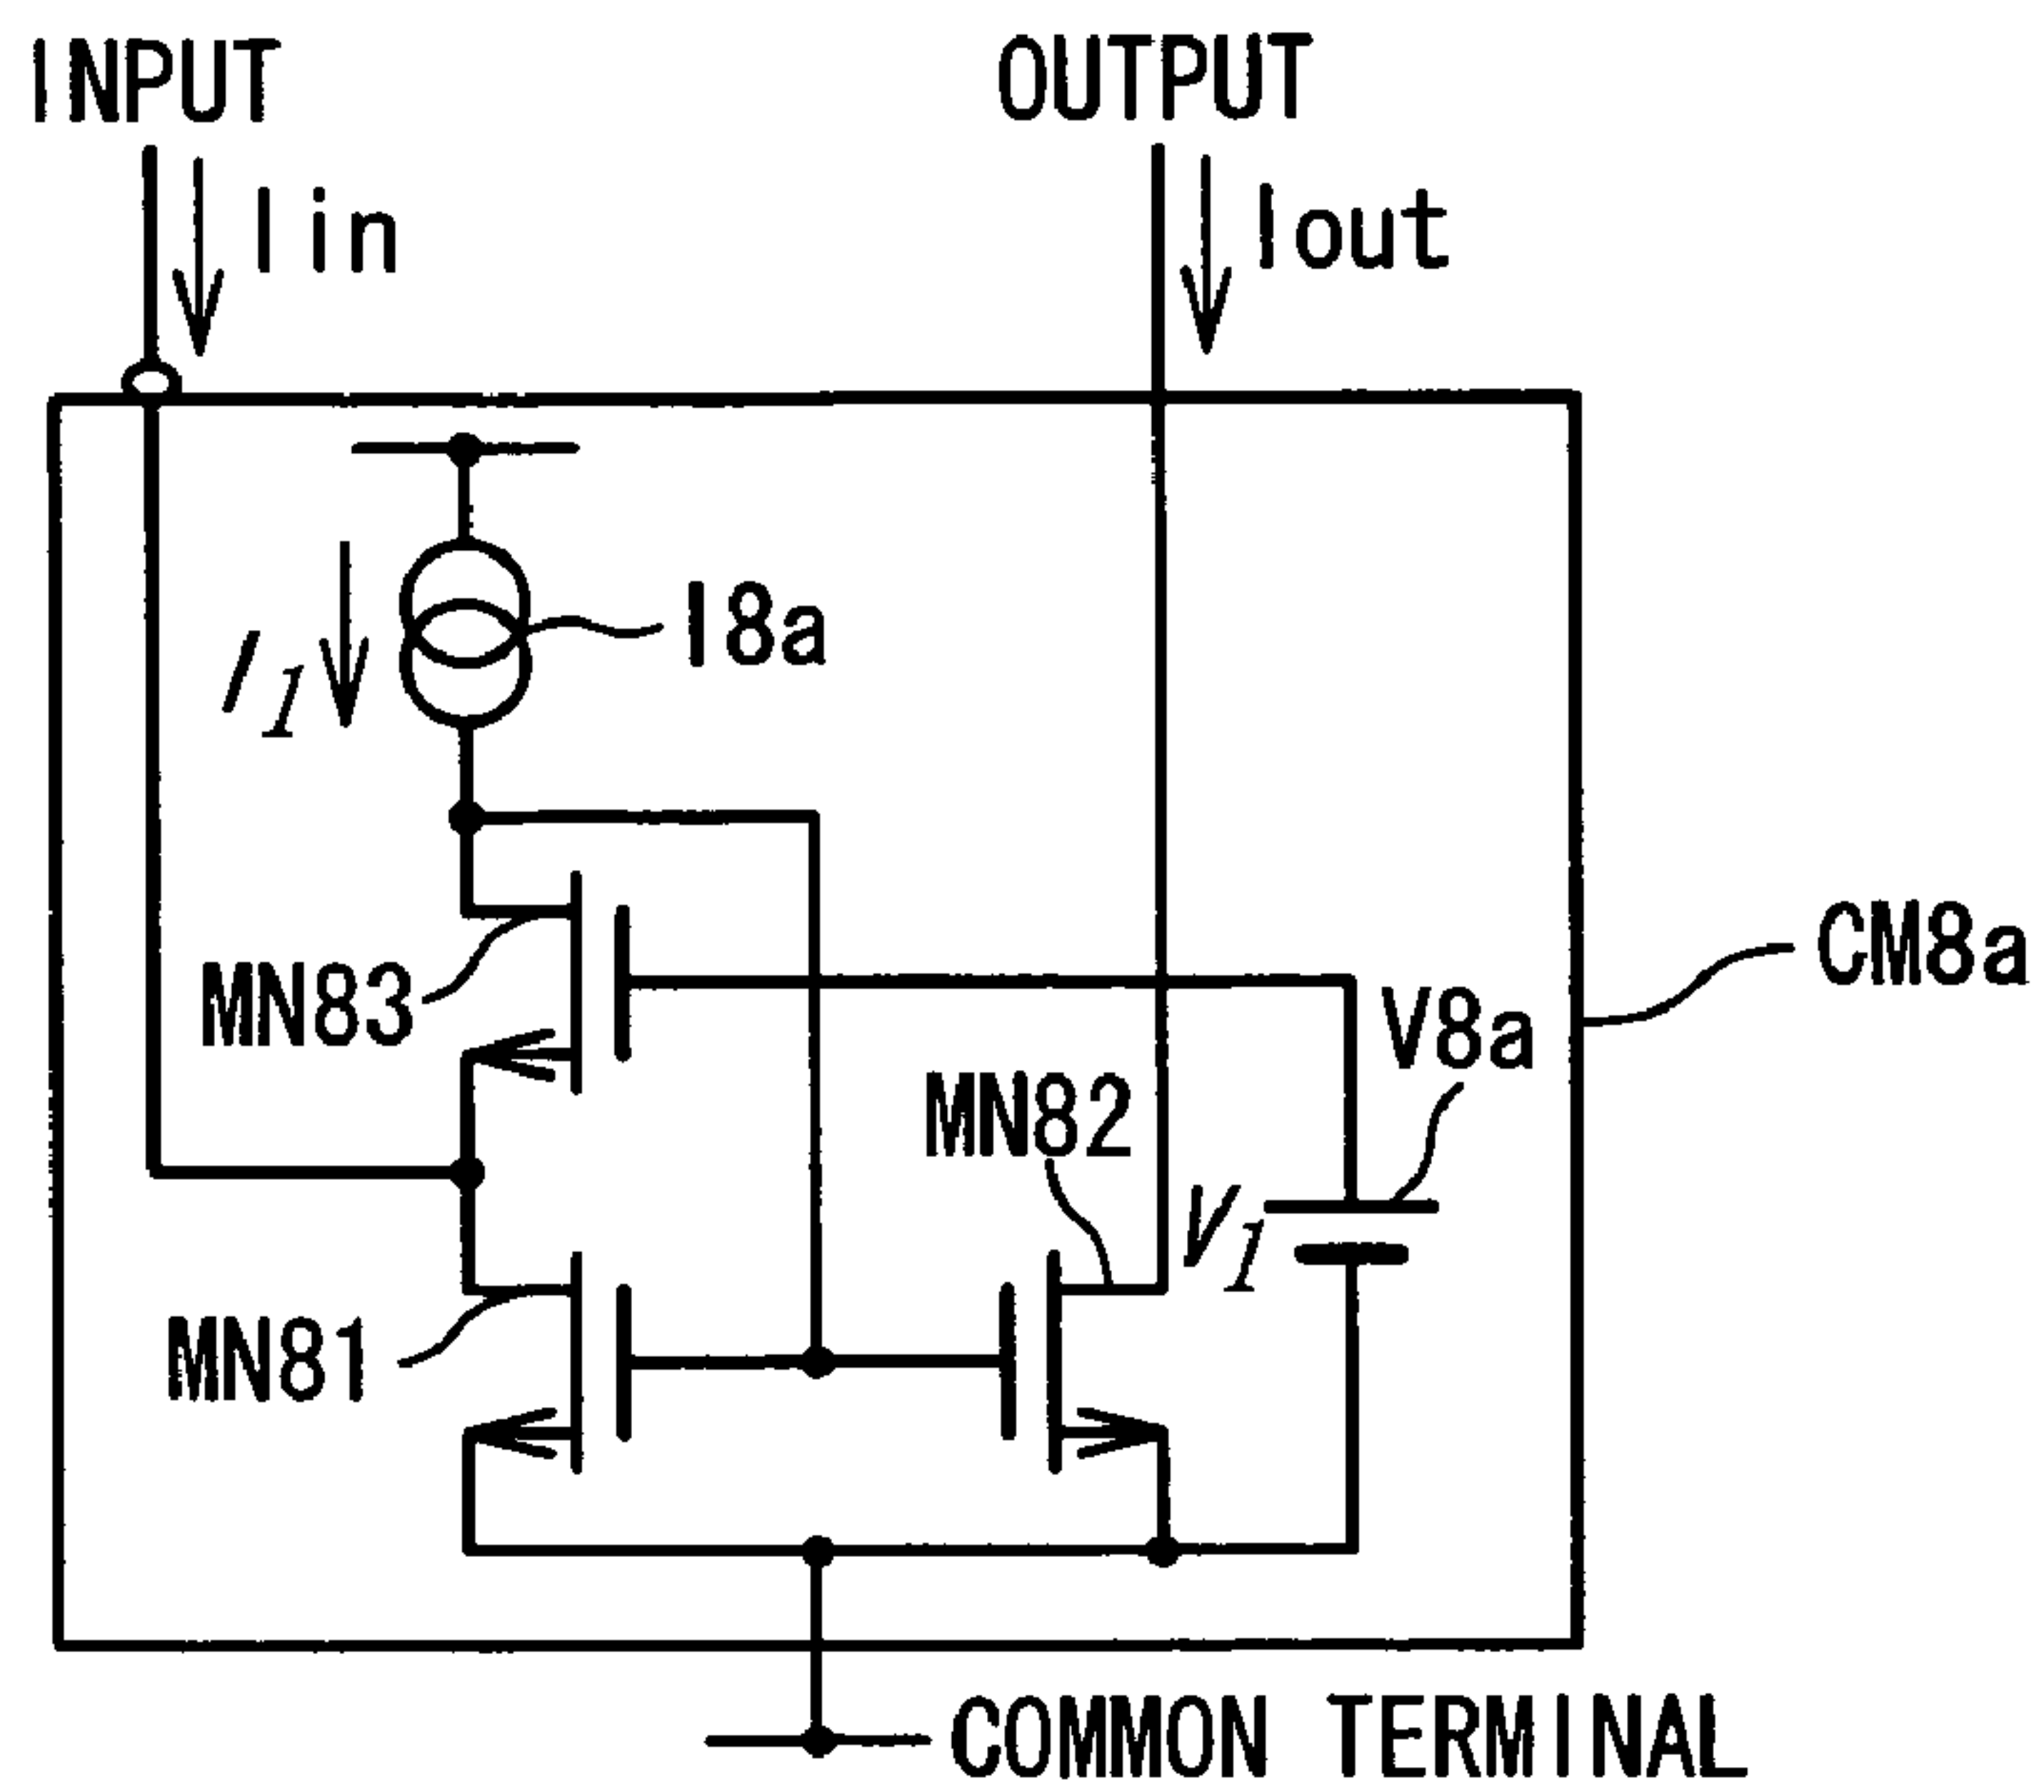 INPUT
OUTPUT
Iin
Iout
I1
I8a
CM8a
MN83
V8a
MN82
V1
MN81
COMMON TERMINAL